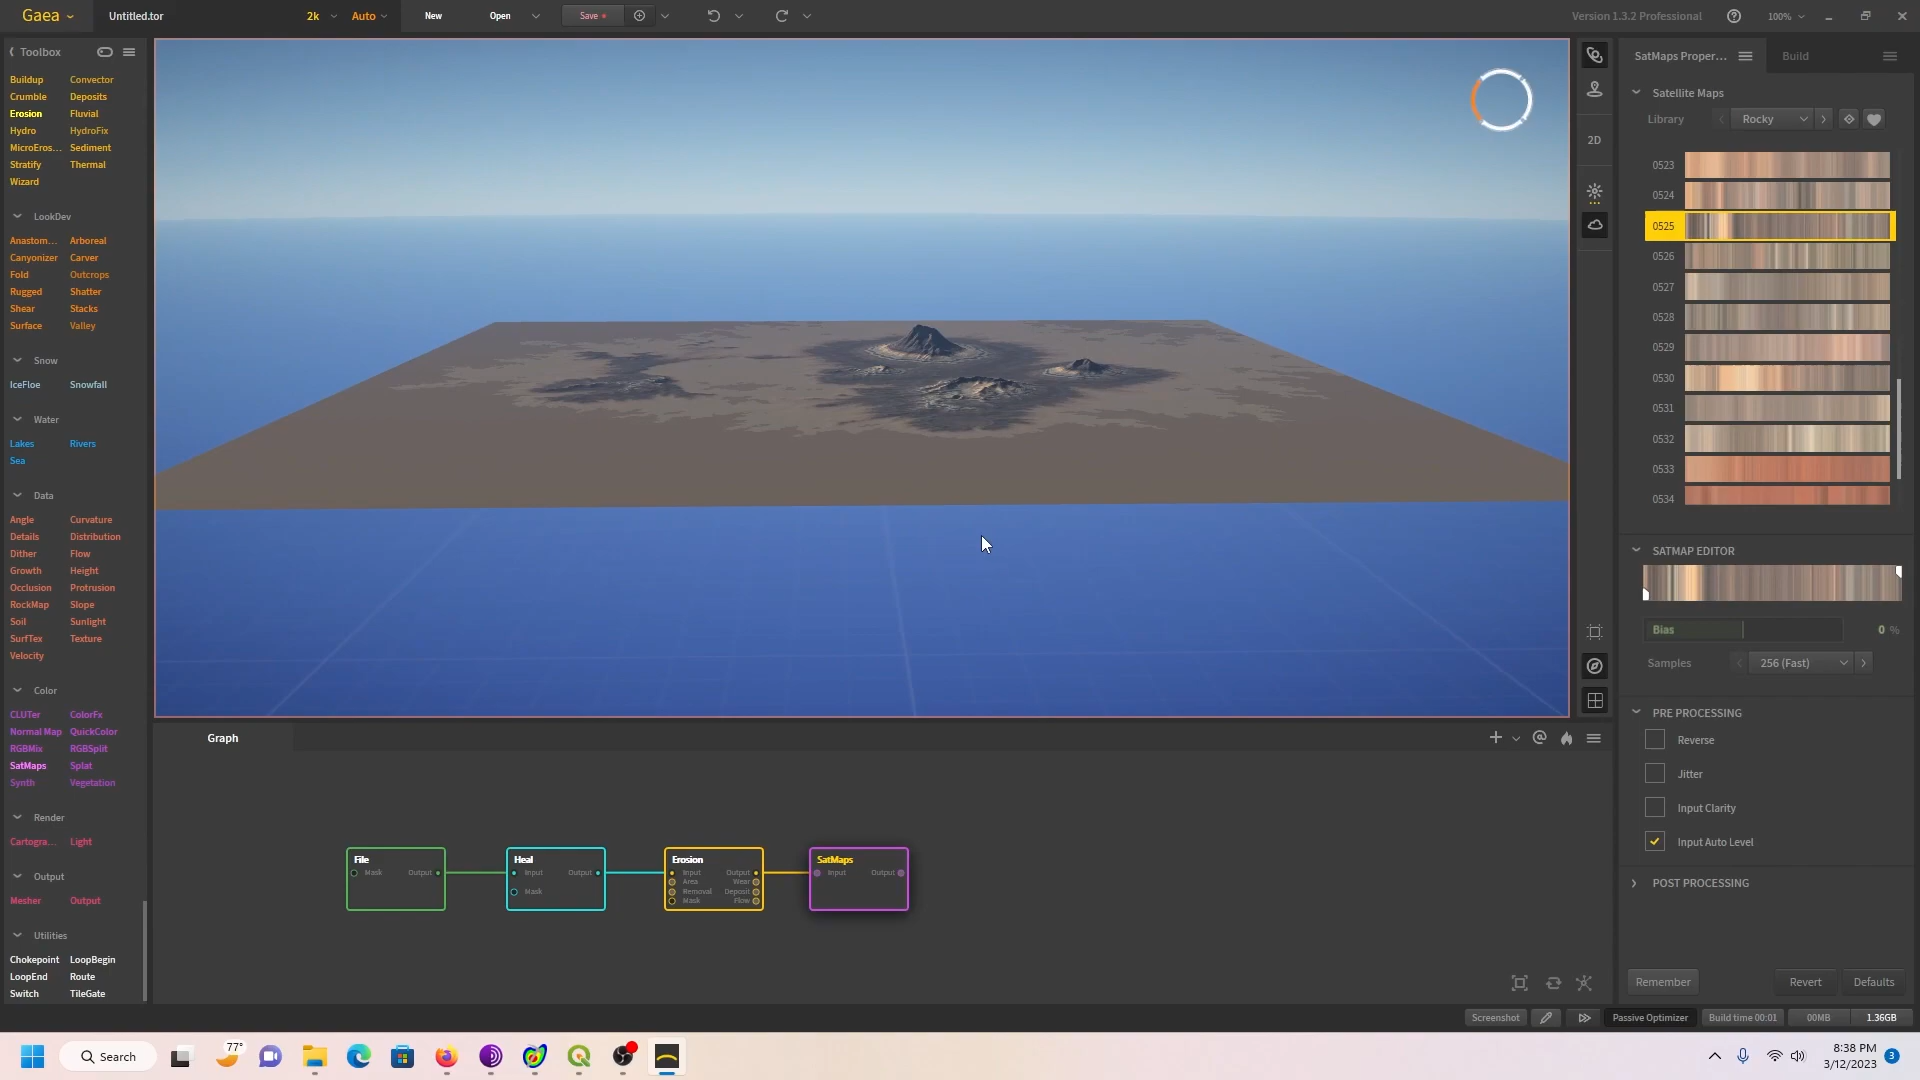 Gaea
Untitled.tor
2k
Auto
New
Open
Save
Version 1.3.2 Professional
100%
Toolbox
Buildup Convector
Crumble Deposits
Erosion Fluvial
Hydro HydroFix
MicroEros... Sediment
Stratify Thermal
Wizard
LookDev
Anastom... Arboreal
Canyonizer Carver
Fold Outcrops
Rugged Shatter
Shear Stacks
Surface Valley
Snow
IceFloe Snowfall
Water
Lakes Rivers
Sea
Data
Angle Curvature
Details Distribution
Dither Flow
Growth Height
Occlusion Protrusion
RockMap Slope
Soil Sunlight
SurfTex Texture
Velocity
Color
CLUTer ColorFx
Normal Map QuickColor
RGBMix RGBSplit
SatMaps Splat
Synth Vegetation
Render
Cartogra... Light
Output
Mesher Output
Utilities
Chokepoint LoopBegin
LoopEnd Route
Switch TileGate
2D
Graph
File
Mask Output
Heal
Input Output
Mask
Erosion
Input Output
Area Wear
Removal Deposit
Mask Flow
SatMaps
Input Output
SatMaps Proper...
Build
Satellite Maps
Library Rocky
0523
0524
0525
0526
0527
0528
0529
0530
0531
0532
0533
0534
SATMAP EDITOR
Bias 0 %
Samples 256 (Fast)
PRE PROCESSING
Reverse
Jitter
Input Clarity
Input Auto Level
POST PROCESSING
Remember Revert Defaults
Screenshot Passive Optimizer Build time 00:01 00MB 1.36GB
Search
77°
8:38 PM
3/12/2023
3